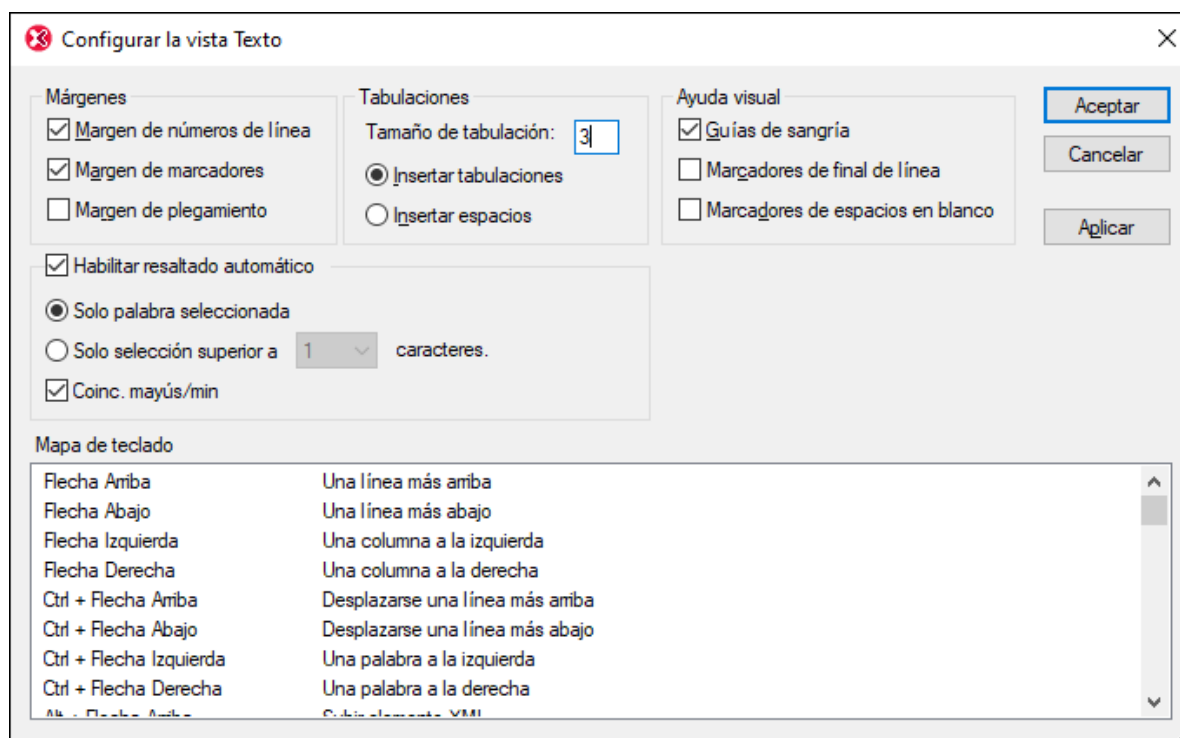 Configurar la vista Texto
Márgenes
Margen de números de línea
Margen de marcadores
Margen de plegamiento
Tabulaciones
Tamaño de tabulación: 3
Insertar tabulaciones
Insertar espacios
Ayuda visual
Guías de sangría
Marcadores de final de línea
Marcadores de espacios en blanco
Aceptar
Cancelar
Aplicar
Habilitar resaltado automático
Solo palabra seleccionada
Solo selección superior a 1 caracteres.
Coinc. mayús/min
Mapa de teclado
Flecha Arriba Una línea más arriba
Flecha Abajo Una línea más abajo
Flecha Izquierda Una columna a la izquierda
Flecha Derecha Una columna a la derecha
Ctrl + Flecha Arriba Desplazarse una línea más arriba
Ctrl + Flecha Abajo Desplazarse una línea más abajo
Ctrl + Flecha Izquierda Una palabra a la izquierda
Ctrl + Flecha Derecha Una palabra a la derecha
Alt + Flecha Arriba Subir elemento XML